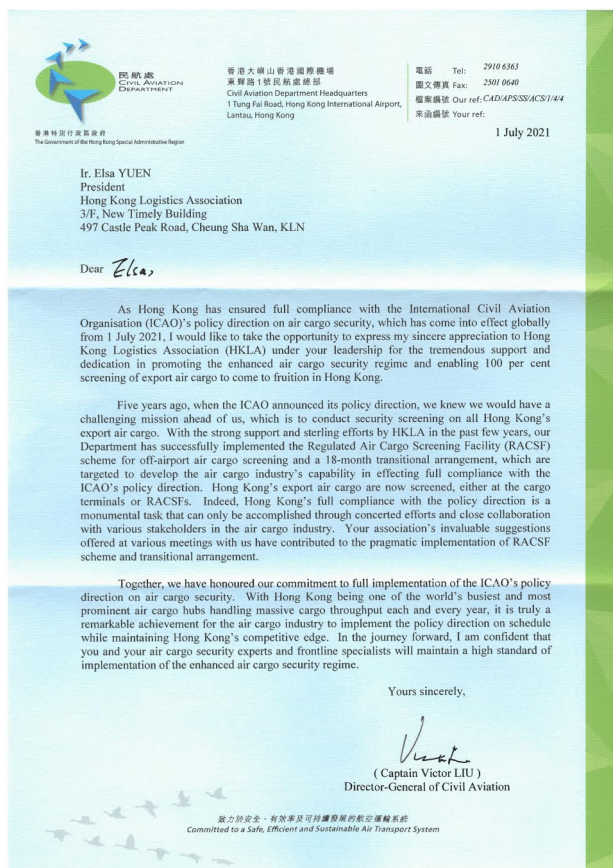 民航處
CIVIL AVIATION
DEPARTMENT
香港特別行政區政府
The Government of the Hong Kong Special Administrative Region
香港大嶼山香港國際機場
東輝路1號民航處總部
Civil Aviation Department Headquarters
1 Tung Fai Road, Hong Kong International Airport,
Lantau, Hong Kong
電話 Tel: 2910 6363
圖文傳真 Fax: 2501 0640
檔案編號 Our ref: CAD/APS/SS/ACS/1/4/4
來函編號 Your ref:
1 July 2021
Ir. Elsa YUEN
President
Hong Kong Logistics Association
3/F, New Timely Building
497 Castle Peak Road, Cheung Sha Wan, KLN
Dear Elsa,
As Hong Kong has ensured full compliance with the International Civil Aviation
Organisation (ICAO)'s policy direction on air cargo security, which has come into effect globally
from 1 July 2021, I would like to take the opportunity to express my sincere appreciation to Hong
Kong Logistics Association (HKLA) under your leadership for the tremendous support and
dedication in promoting the enhanced air cargo security regime and enabling 100 per cent
screening of export air cargo to come to fruition in Hong Kong.
Five years ago, when the ICAO announced its policy direction, we knew we would have a
challenging mission ahead of us, which is to conduct security screening on all Hong Kong's
export air cargo. With the strong support and sterling efforts by HKLA in the past few years, our
Department has successfully implemented the Regulated Air Cargo Screening Facility (RACSF)
scheme for off-airport air cargo screening and a 18-month transitional arrangement, which are
targeted to develop the air cargo industry's capability in effecting full compliance with the
ICAO's policy direction. Hong Kong's export air cargo are now screened, either at the cargo
terminals or RACSFs. Indeed, Hong Kong's full compliance with the policy direction is a
monumental task that can only be accomplished through concerted efforts and close collaboration
with various stakeholders in the air cargo industry. Your association's invaluable suggestions
offered at various meetings with us have contributed to the pragmatic implementation of RACSF
scheme and transitional arrangement.
Together, we have honoured our commitment to full implementation of the ICAO's policy
direction on air cargo security. With Hong Kong being one of the world's busiest and most
prominent air cargo hubs handling massive cargo throughput each and every year, it is truly a
remarkable achievement for the air cargo industry to implement the policy direction on schedule
while maintaining Hong Kong's competitive edge. In the journey forward, I am confident that
you and your air cargo security experts and frontline specialists will maintain a high standard of
implementation of the enhanced air cargo security regime.
Yours sincerely,
( Captain Victor LIU )
Director-General of Civil Aviation
致力於安全、有效率及可持續發展的航空運輸系統
Committed to a Safe, Efficient and Sustainable Air Transport System